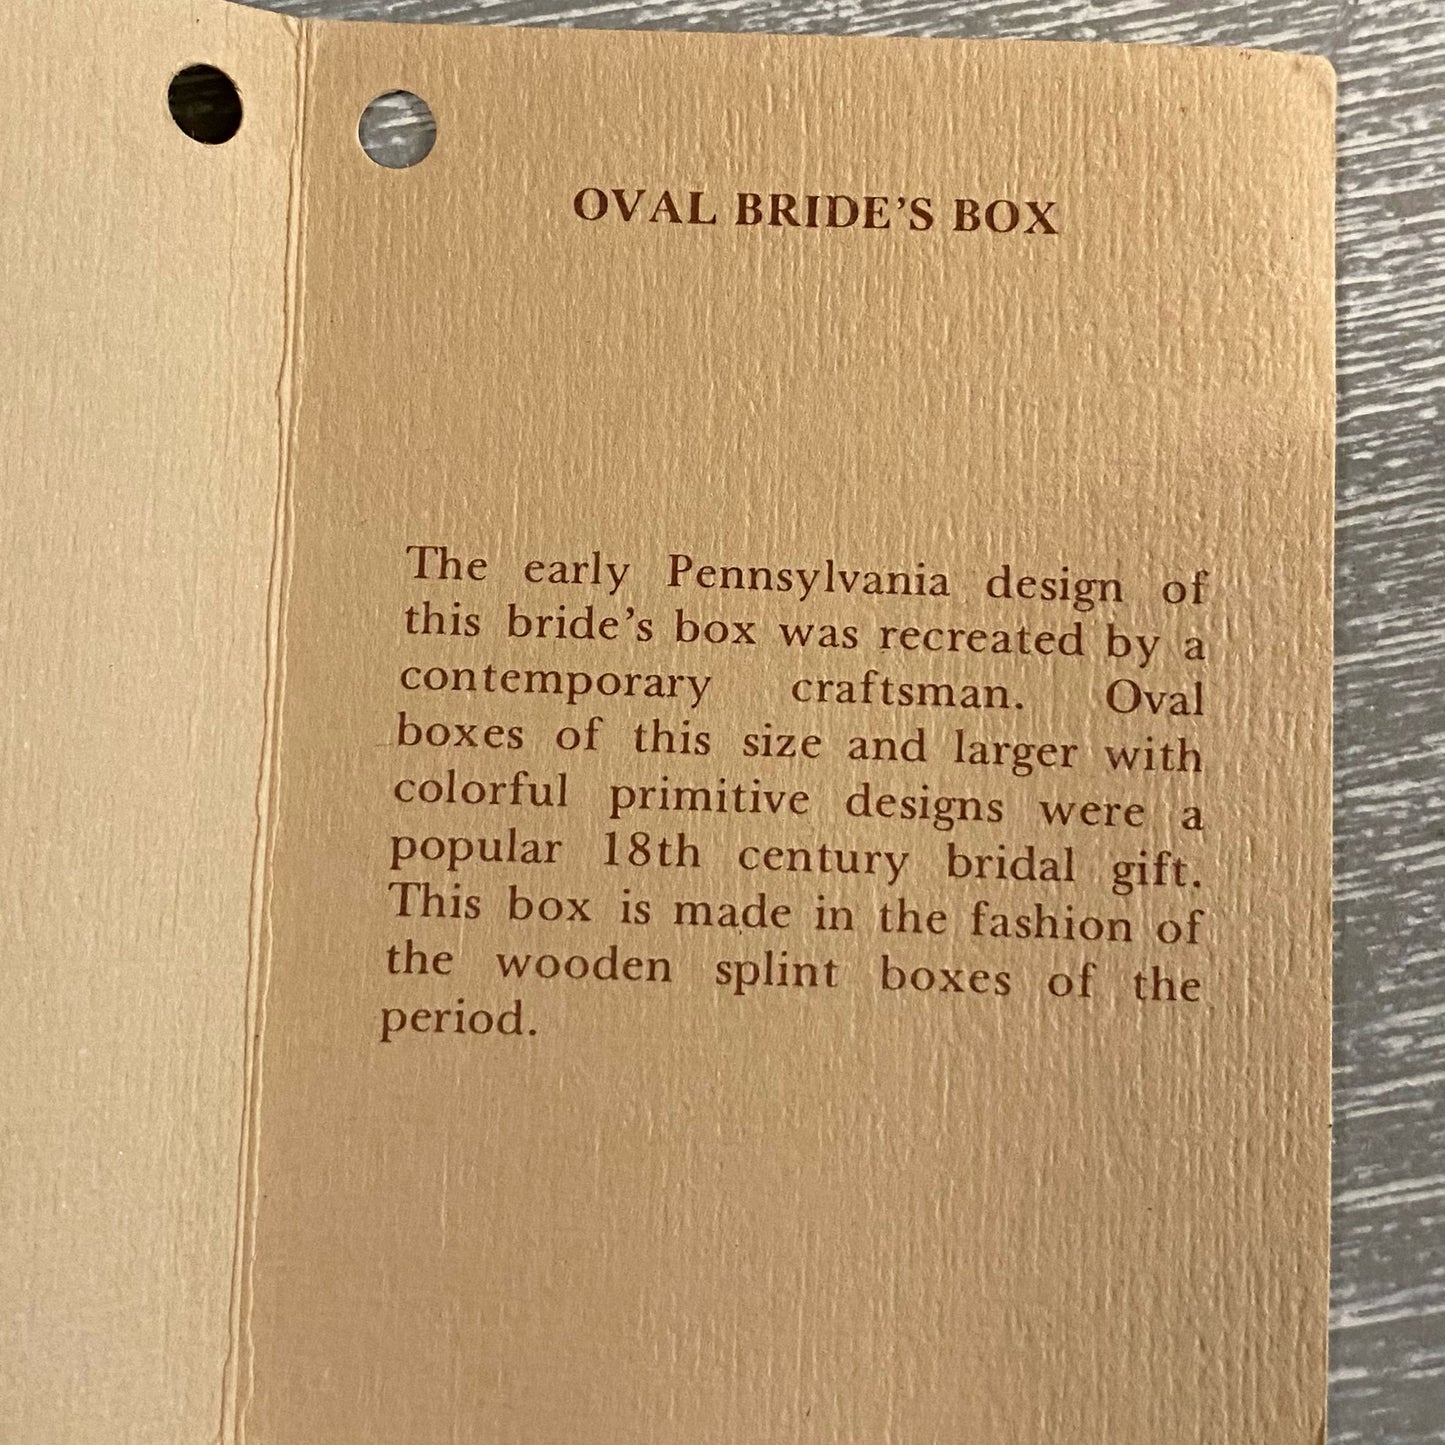 OVAL BRIDE’S BOX
The early Pennsylvania design of
this bride’s box was recreated by a
contemporary craftsman. Oval
boxes of this size and larger with
colorful primitive designs were a
popular 18th century bridal gift.
This box is made in the fashion of
the wooden splint boxes of the
period.